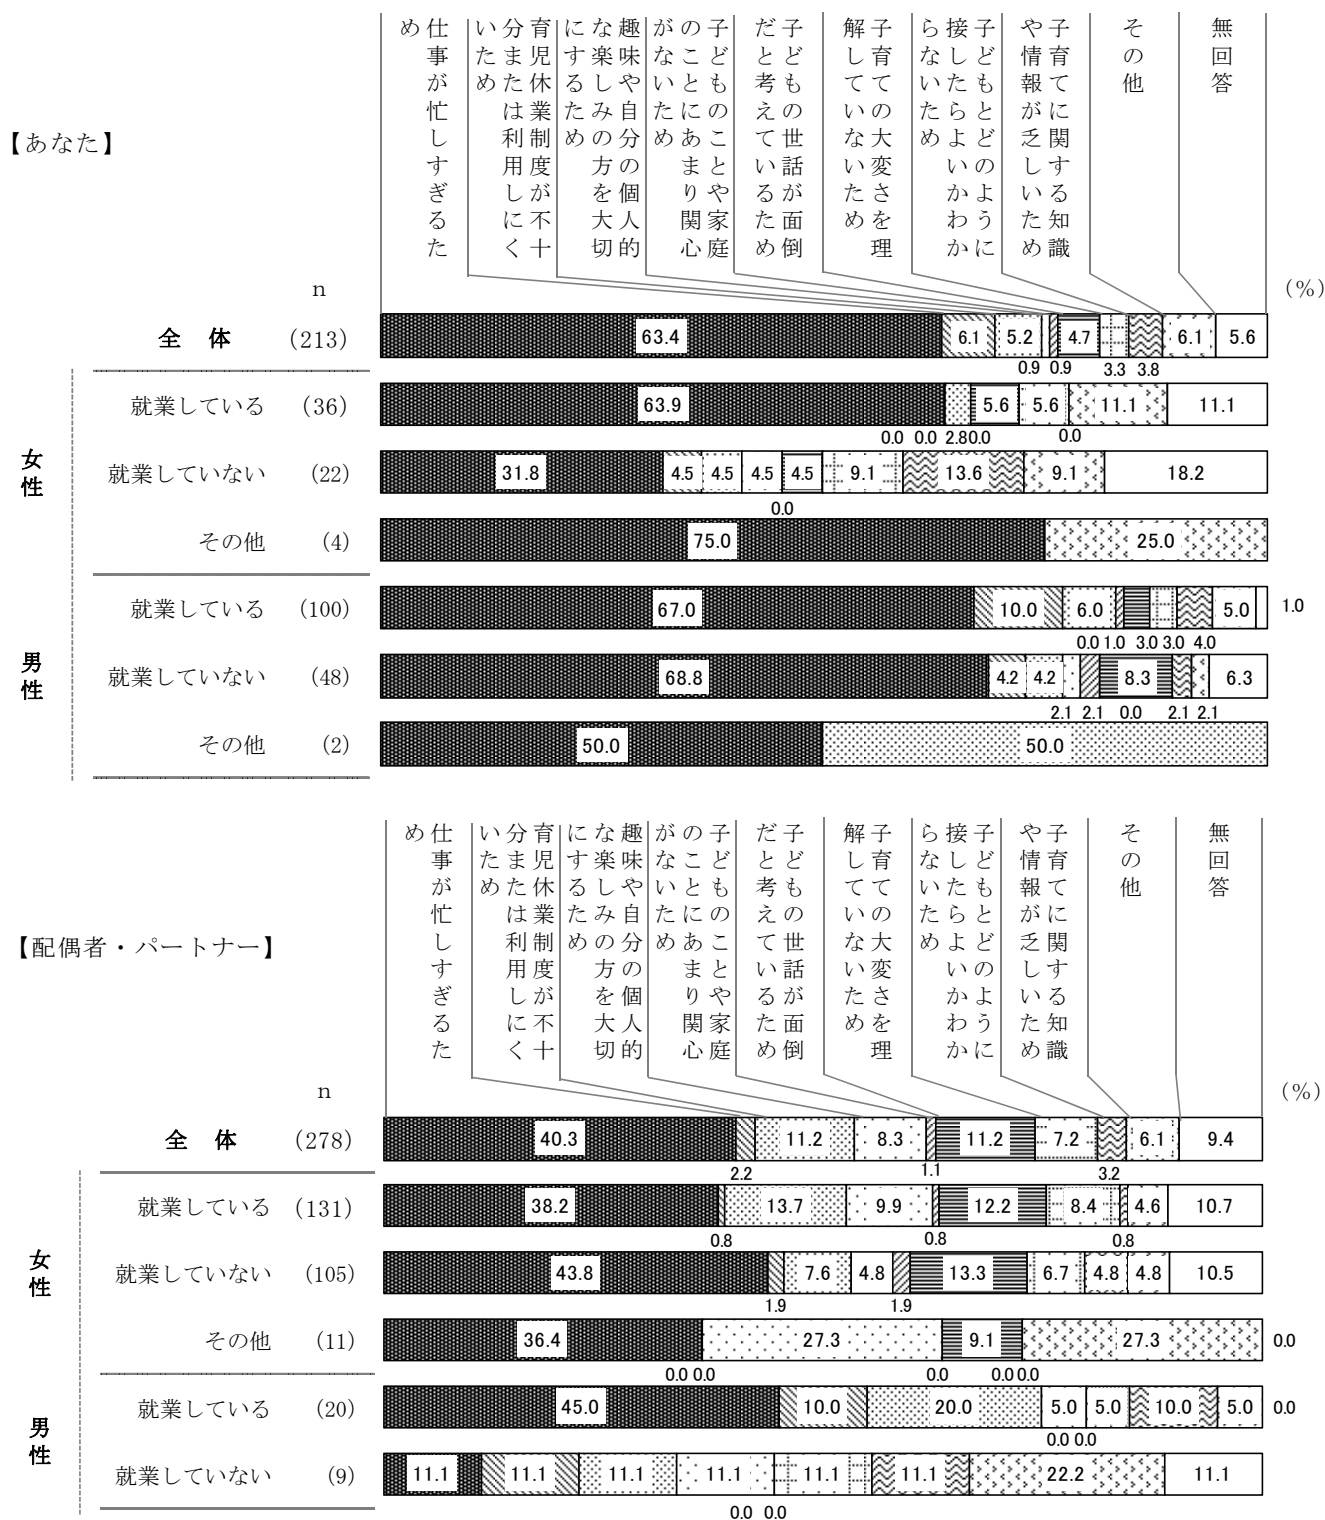 仕事が忙しすぎるた
め
育児休業制度が不十
分または利用しにく
いため
趣味や自分の個人的
な楽しみの方を大切
にするため
子どものことや家庭
のことにあまり関心
がないため
子どもの世話が面倒
だと考えているため
子育ての大変さを理
解していないため
子どもとどのように
接したらよいかわか
らないため
子育てに関する知識
や情報が乏しいため
その他
無回答
【あなた】
n
(%)
全 体 (213) 63.4 6.1 5.2 4.7 6.1 5.6
0.9 0.9 3.3 3.8
女性
就業している (36) 63.9 5.6 5.6 11.1 11.1
0.0 0.0 2.8 0.0 0.0
就業していない (22) 31.8 4.5 4.5 4.5 4.5 9.1 13.6 9.1 18.2
0.0
その他 (4) 75.0 25.0
男性
就業している (100) 67.0 10.0 6.0 5.0 1.0
0.0 1.0 3.0 3.0 4.0
就業していない (48) 68.8 4.2 4.2 8.3 6.3
2.1 2.1 0.0 2.1 2.1
その他 (2) 50.0 50.0
仕事が忙しすぎるた
め
育児休業制度が不十
分または利用しにく
いため
趣味や自分の個人的
な楽しみの方を大切
にするため
子どものことや家庭
のことにあまり関心
がないため
子どもの世話が面倒
だと考えているため
子育ての大変さを理
解していないため
子どもとどのように
接したらよいかわか
らないため
子育てに関する知識
や情報が乏しいため
その他
無回答
【配偶者・パートナー】
n
(%)
全 体 (278) 40.3 11.2 8.3 11.2 7.2 6.1 9.4
2.2 1.1 3.2
女性
就業している (131) 38.2 13.7 9.9 12.2 8.4 4.6 10.7
0.8 0.8 0.8
就業していない (105) 43.8 7.6 4.8 13.3 6.7 4.8 4.8 10.5
1.9 1.9
その他 (11) 36.4 27.3 9.1 27.3 0.0
0.0 0.0 0.0 0.0 0.0
男性
就業している (20) 45.0 10.0 20.0 5.0 5.0 10.0 5.0 0.0
0.0 0.0
就業していない (9) 11.1 11.1 11.1 11.1 11.1 11.1 22.2 11.1
0.0 0.0